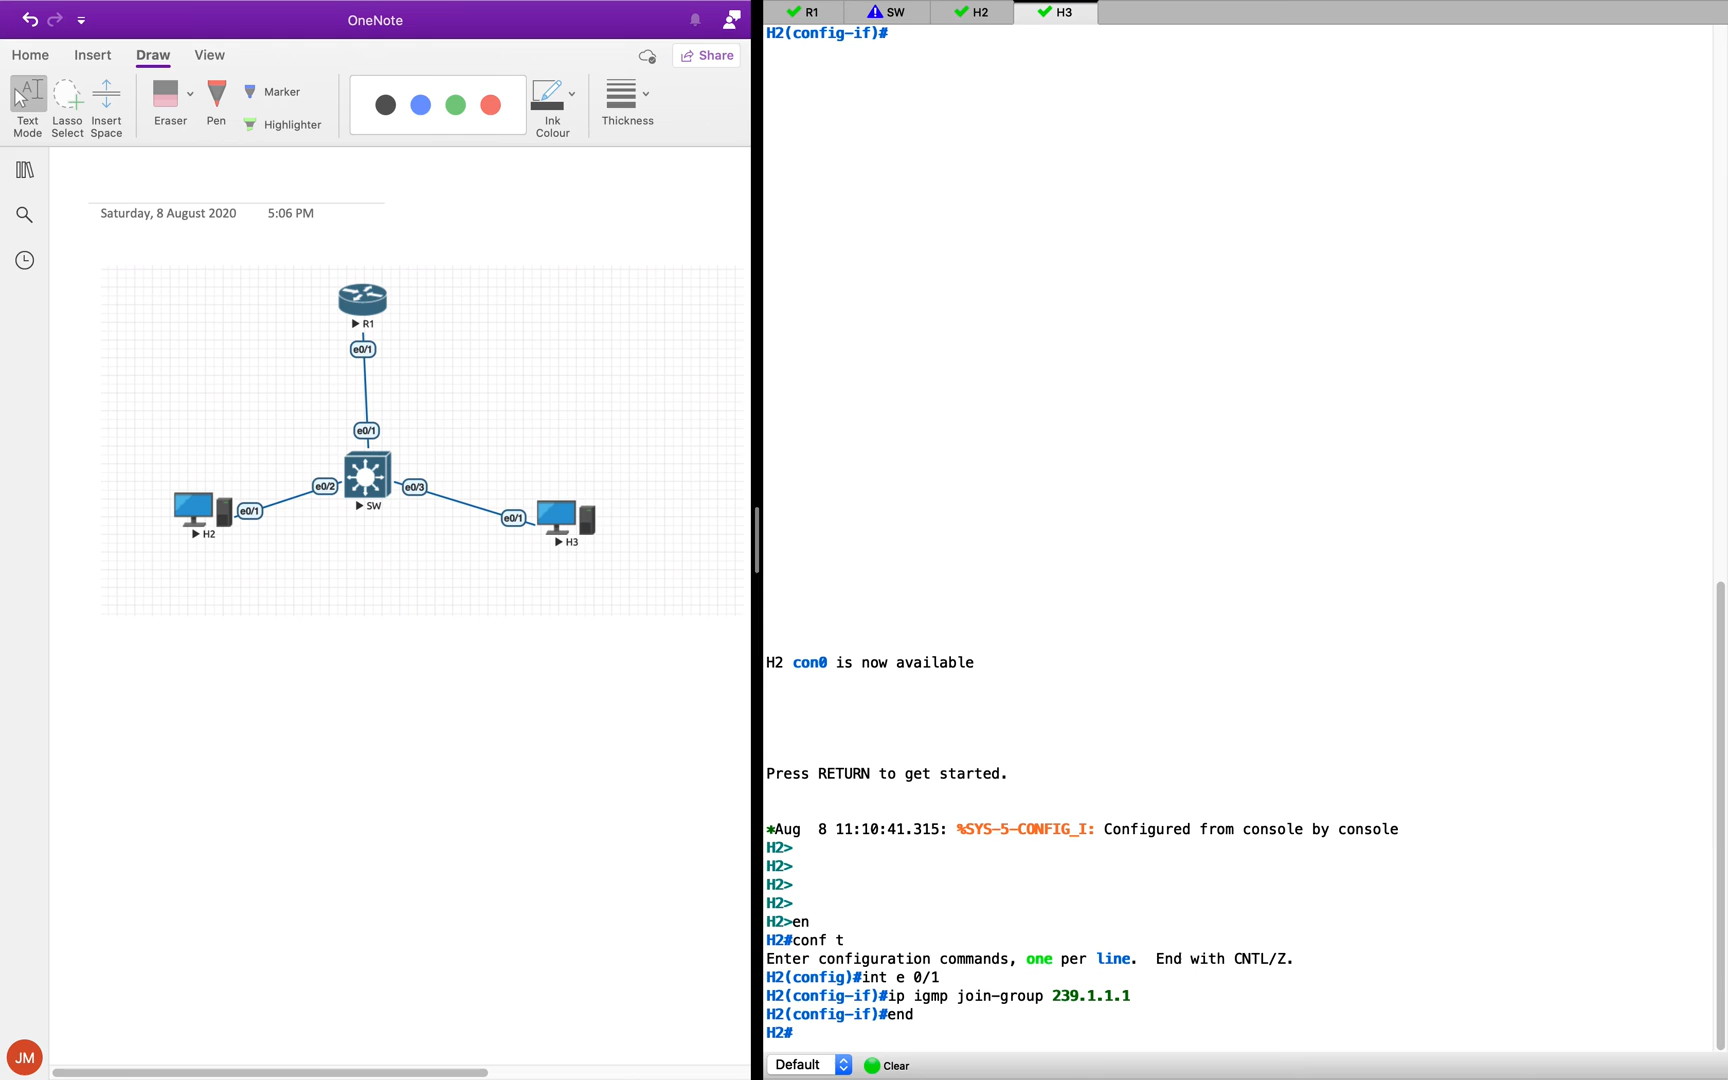 OneNote
Home Insert Draw View
Share
Text Mode
Lasso Select
Insert Space
Eraser
Pen
Marker
Highlighter
Ink Colour
Thickness
Saturday, 8 August 2020 5:06 PM
R1
e0/1
e0/1
e0/2
e0/3
SW
e0/1
H2
e0/1
H3
JM
R1 SW H2 H3
H2(config-if)#
H2 con0 is now available
Press RETURN to get started.
*Aug  8 11:10:41.315: %SYS-5-CONFIG_I: Configured from console by console
H2>
H2>
H2>
H2>
H2>en
H2#conf t
Enter configuration commands, one per line.  End with CNTL/Z.
H2(config)#int e 0/1
H2(config-if)#ip igmp join-group 239.1.1.1
H2(config-if)#end
H2#
Default Clear